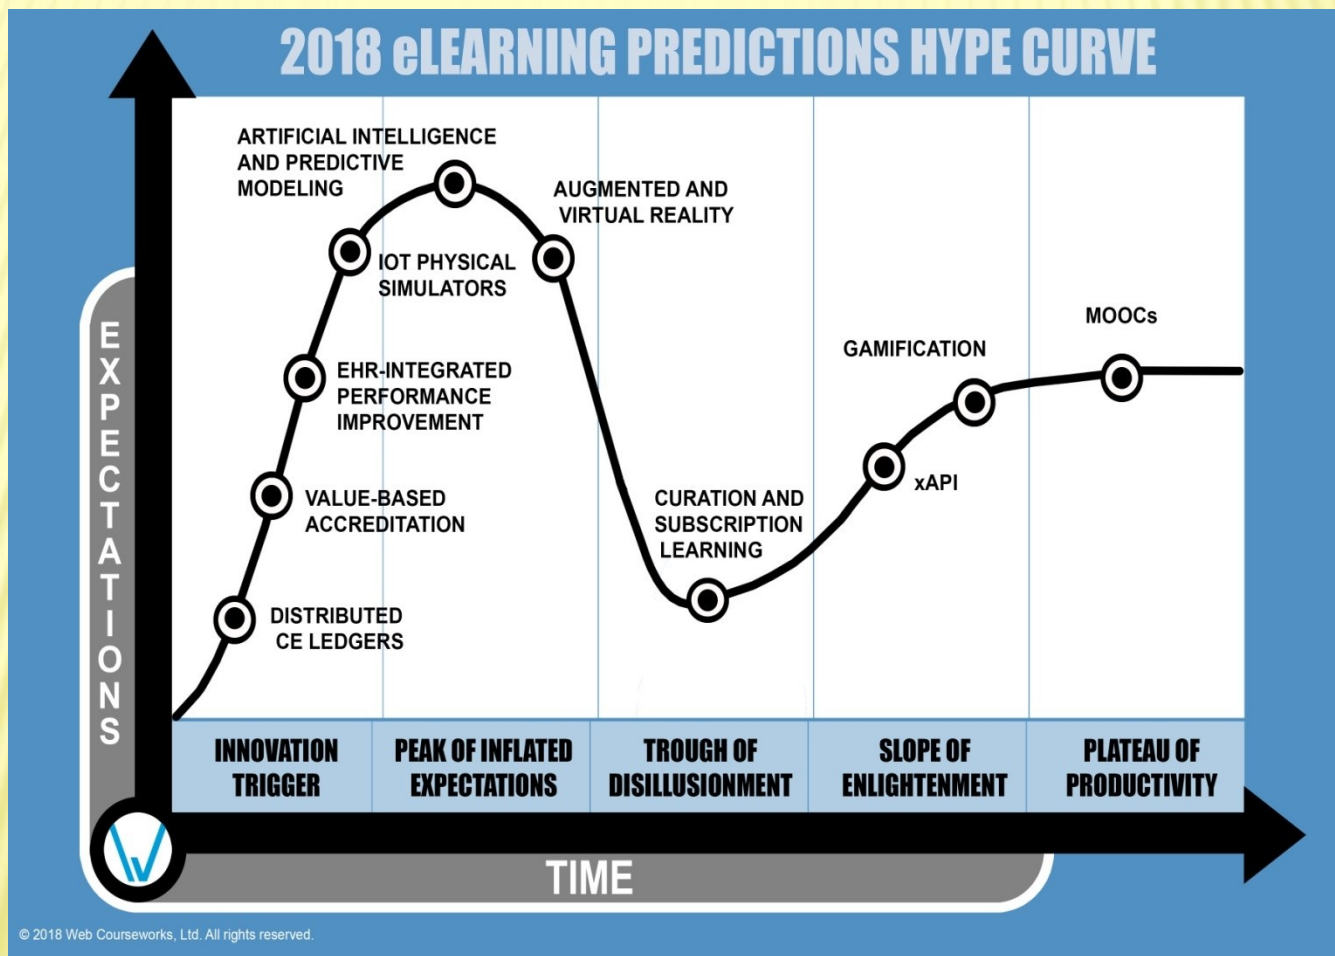 2018 eLEARNING PREDICTIONS HYPE CURVE
ARTIFICIAL INTELLIGENCE
AND PREDICTIVE
MODELING
AUGMENTED AND
VIRTUAL REALITY
IOT PHYSICAL
SIMULATORS
EHR-INTEGRATED
PERFORMANCE
IMPROVEMENT
VALUE-BASED
ACCREDITATION
DISTRIBUTED
CE LEDGERS
CURATION AND
SUBSCRIPTION
LEARNING
GAMIFICATION
xAPI
MOOCs
EXPECTATIONS
INNOVATION
TRIGGER
PEAK OF INFLATED
EXPECTATIONS
TROUGH OF
DISILLUSIONMENT
SLOPE OF
ENLIGHTENMENT
PLATEAU OF
PRODUCTIVITY
TIME
© 2018 Web Courseworks, Ltd. All rights reserved.